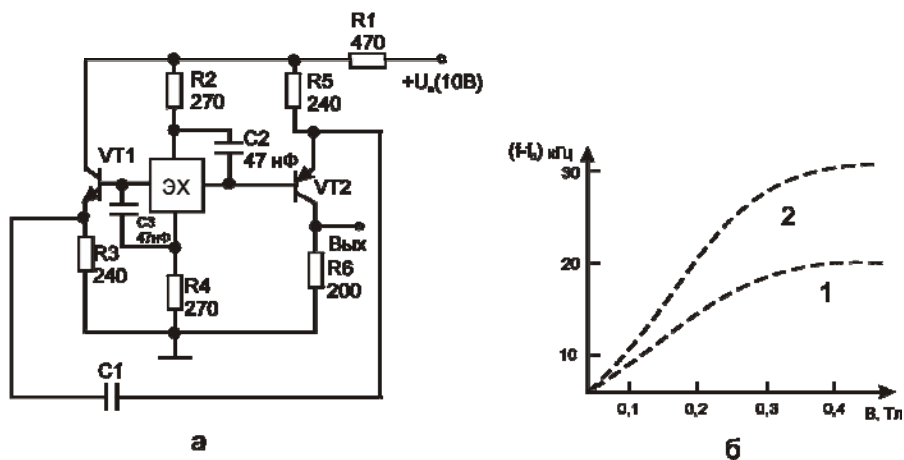 R1
470
+Uп(10В)
R2
270
R5
240
C2
47 нФ
VT1
ЭХ
VT2
C3
47нФ
Вых
R3
240
R4
270
R6
200
C1
а
(f-f₀) кГц
30
20
10
2
1
0,1
0,2
0,3
0,4
В, Тл
б